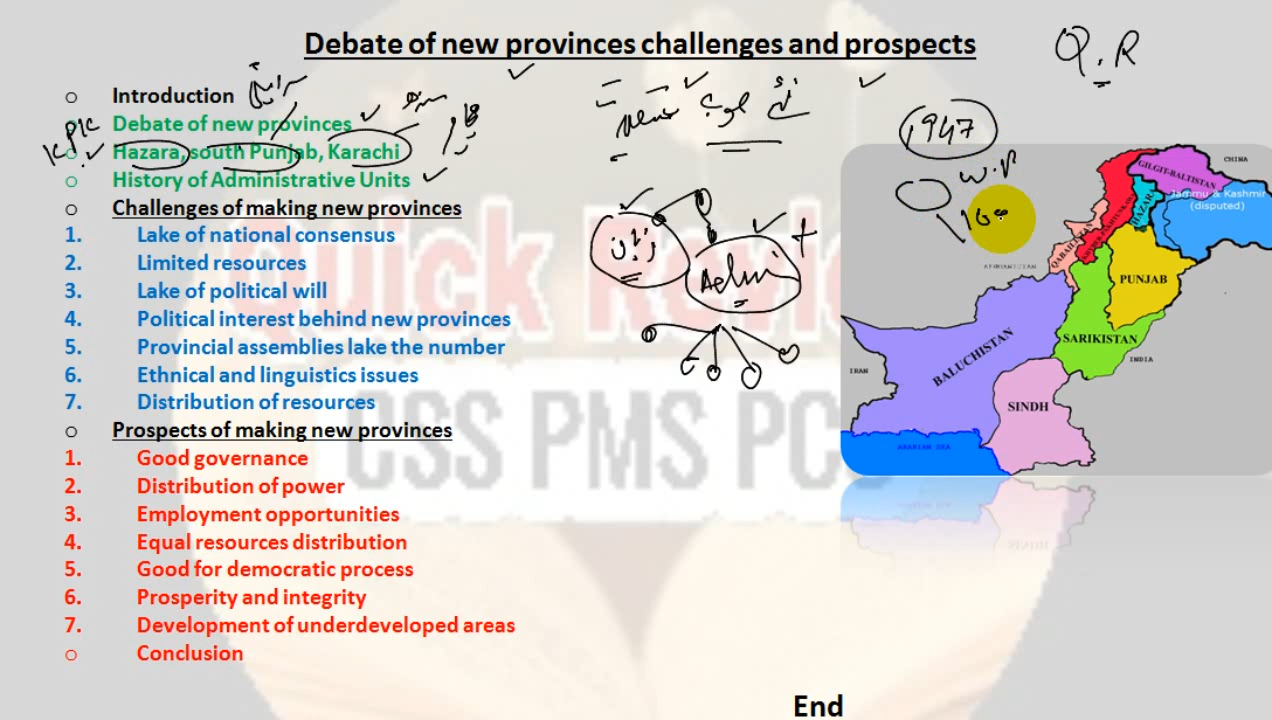 Debate of new provinces challenges and prospects
Q.R
Introduction
Debate of new provinces
KPK
Hazara, south Punjab, Karachi
History of Administrative Units
Challenges of making new provinces
1. Lake of national consensus
2. Limited resources
3. Lake of political will
4. Political interest behind new provinces
5. Provincial assemblies lake the number
6. Ethnical and linguistics issues
7. Distribution of resources
Prospects of making new provinces
1. Good governance
2. Distribution of power
3. Employment opportunities
4. Equal resources distribution
5. Good for democratic process
6. Prosperity and integrity
7. Development of underdeveloped areas
Conclusion
1947
W.P
Admin
GILGIT-BALTISTAN
CHINA
Jammu & Kashmir
(disputed)
HAZARA
AFGHANISTAN
PUNJAB
SARIKISTAN
INDIA
BALUCHISTAN
IRAN
SINDH
ARABIAN SEA
Quick Revie
CSS PMS PC
End